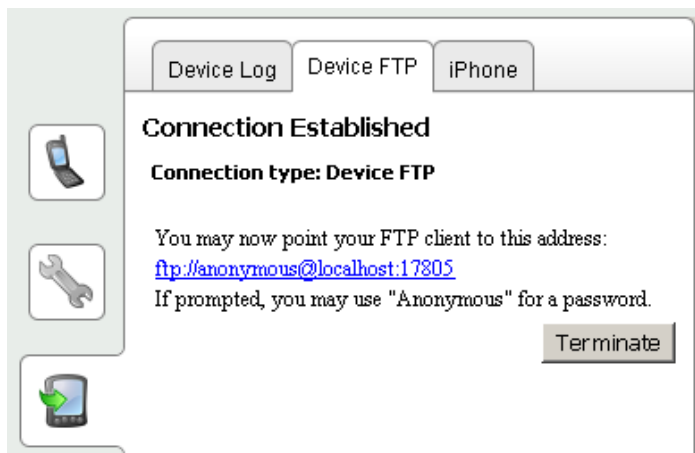 Device Log
Device FTP
iPhone
Connection Established
Connection type: Device FTP
You may now point your FTP client to this address:
ftp://anonymous@localhost:17805
If prompted, you may use "Anonymous" for a password.
Terminate